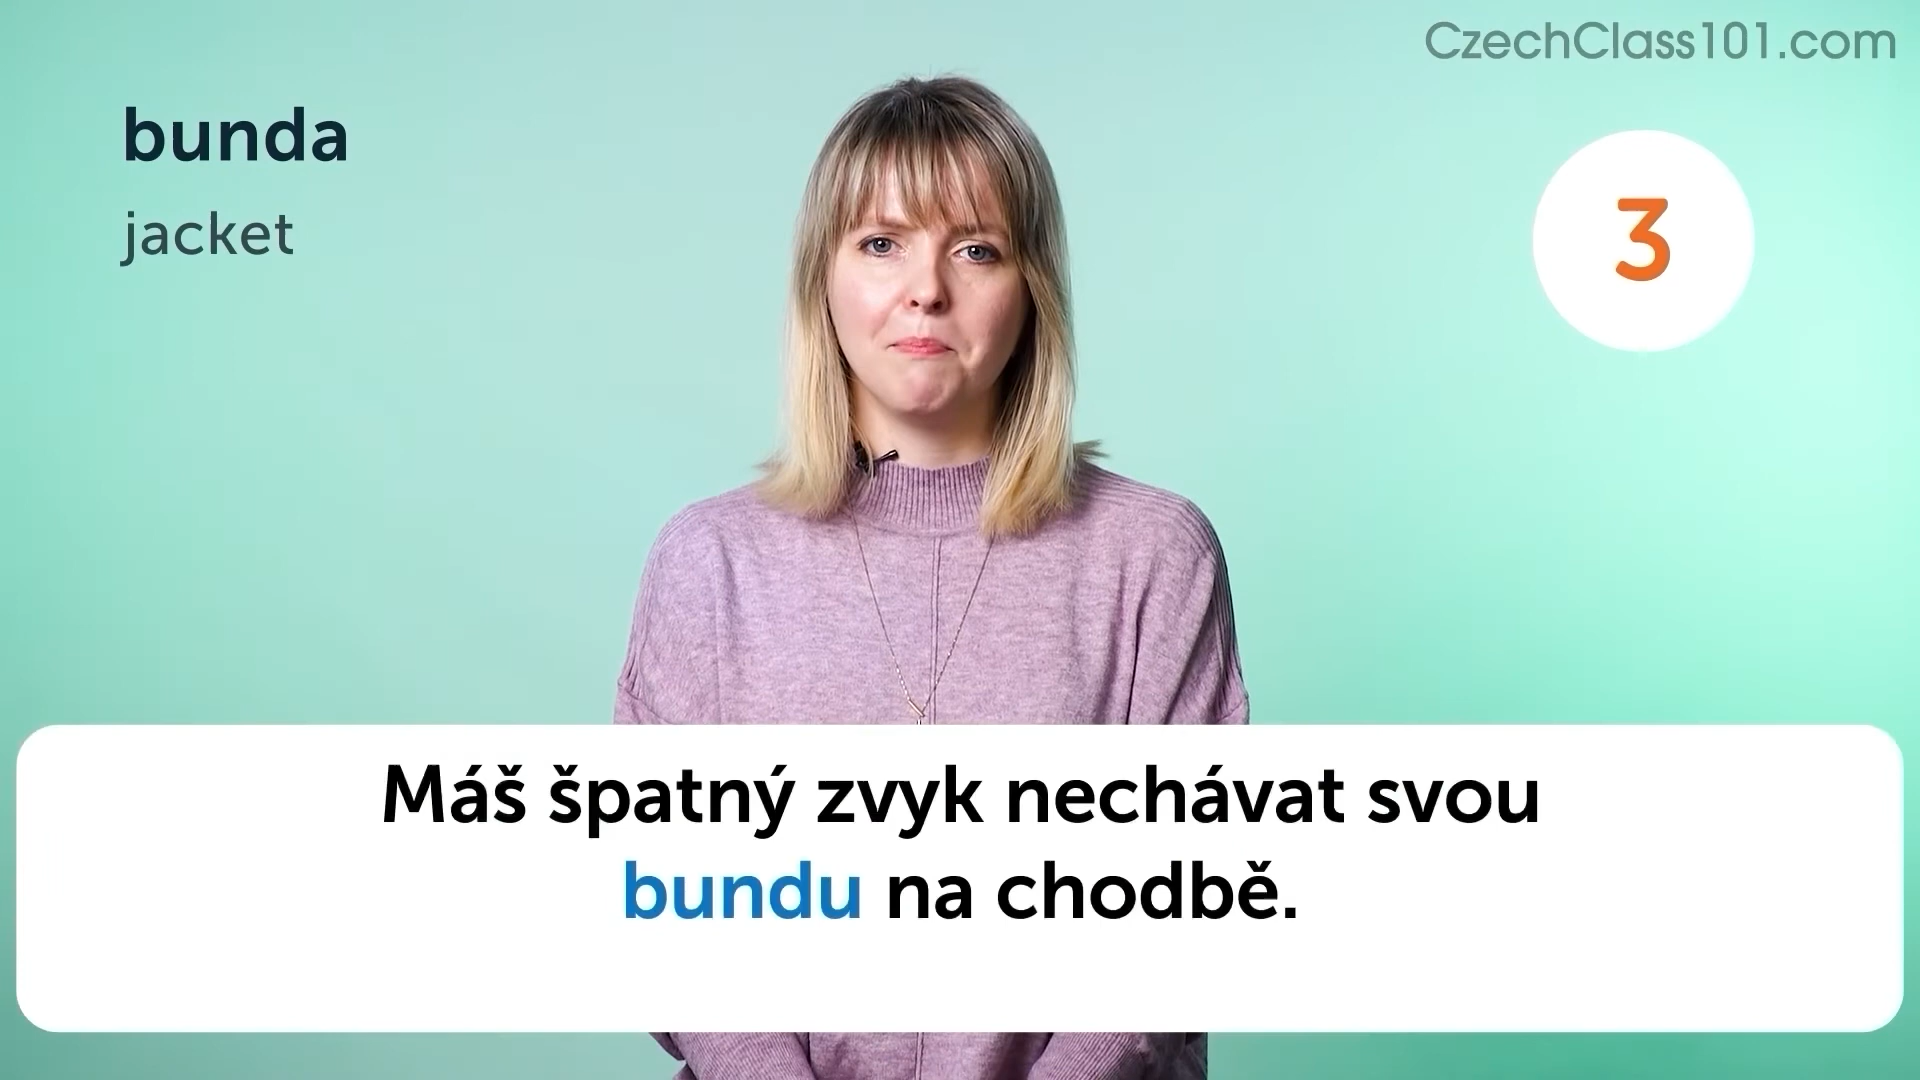 CzechClass101.com
bunda
jacket
3
Máš špatný zvyk nechávat svou
bundu na chodbě.